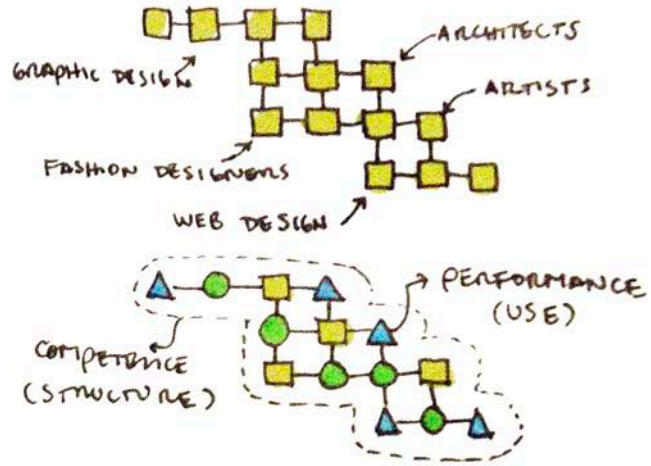 ARCHITECTS
GRAPHIC DESIGN
ARTISTS
FASHION DESIGNERS
WEB DESIGN
PERFORMANCE
(USE)
COMPETENCE
(STRUCTURE)